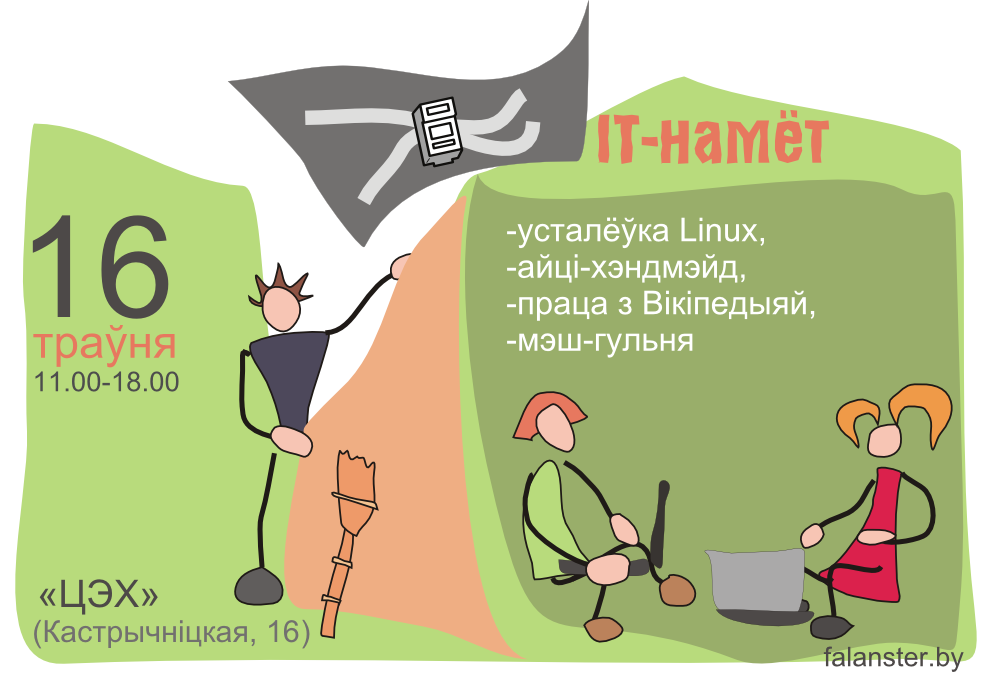 ІТ-намёт
16
траўня
11.00-18.00
-усталёўка Linux,
-айці-хэндмэйд,
-праца з Вікіпедыяй,
-мэш-гульня
«ЦЭХ»
(Кастрычніцкая, 16)
falanster.by